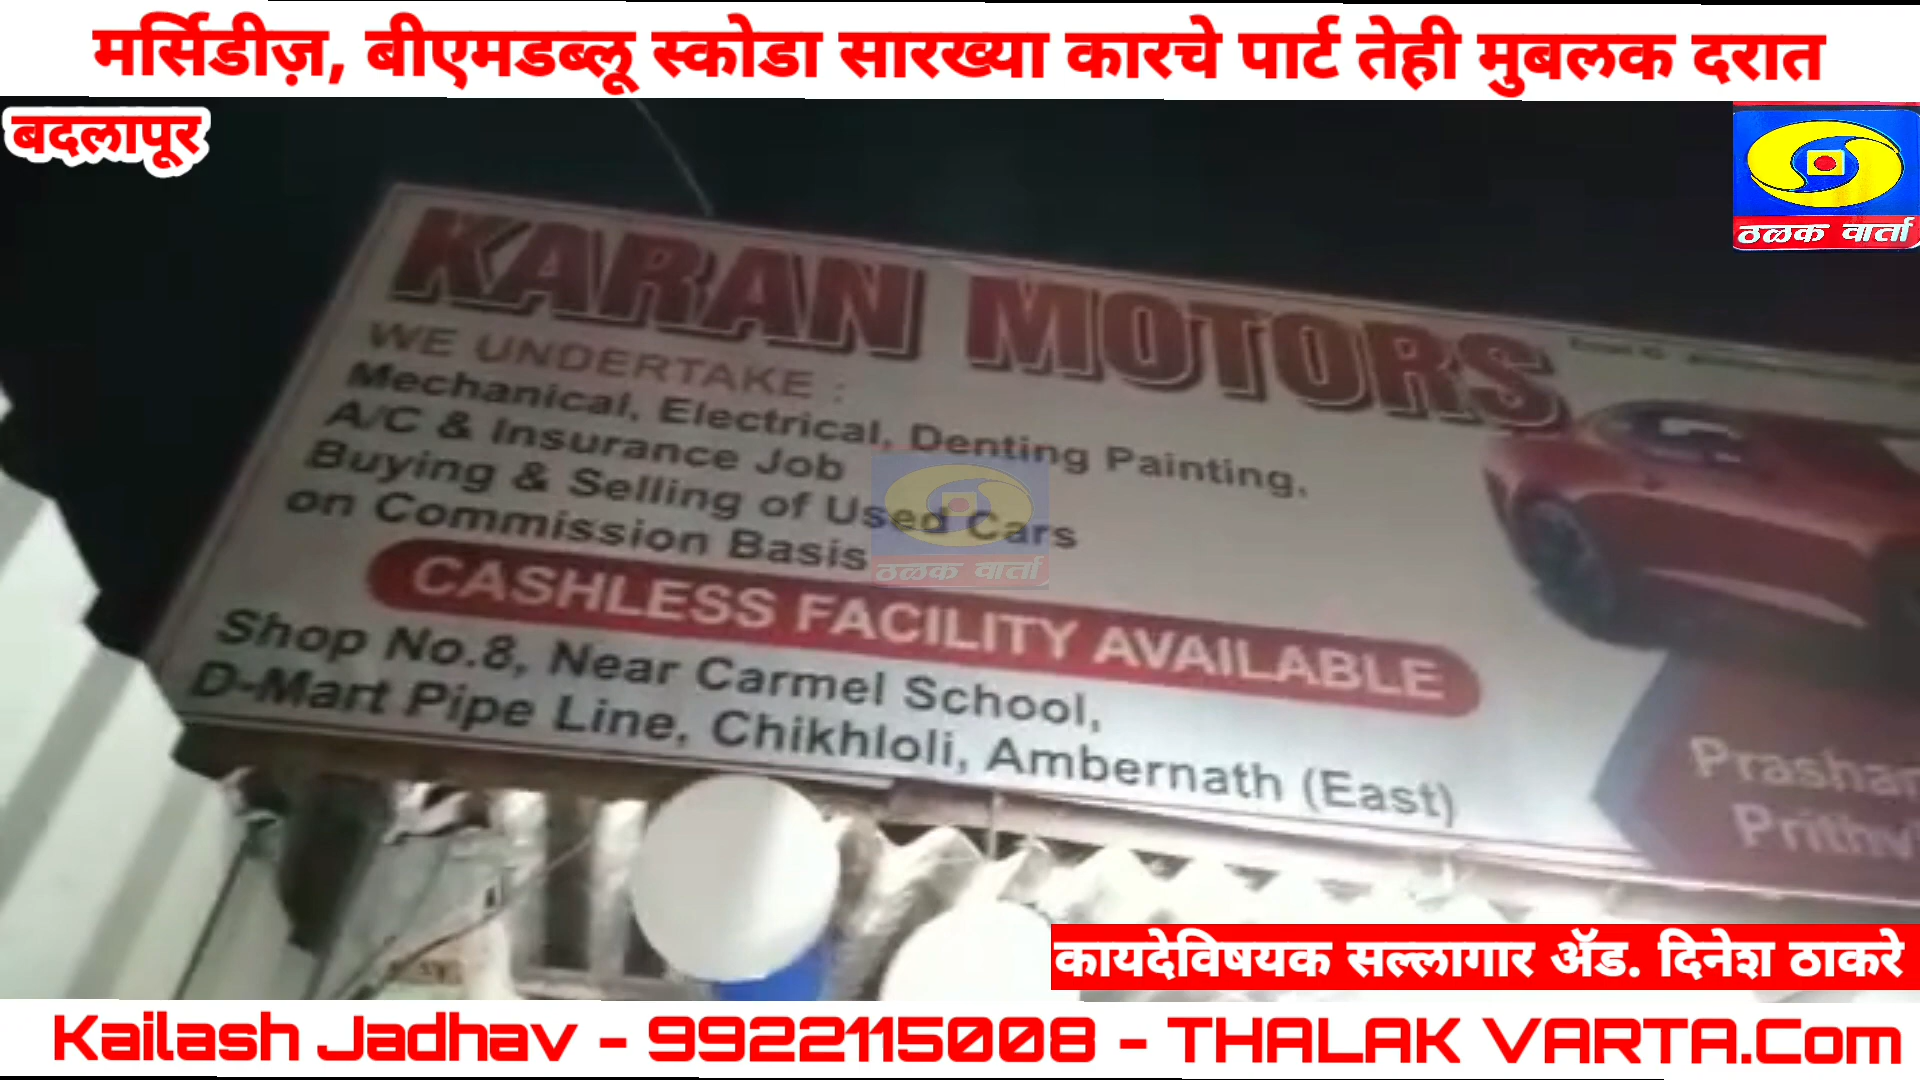 मर्सिडीज़, बीएमडब्लू स्कोडा सारख्या कारचे पार्ट तेही मुबलक दरात
बदलापूर
ठळक वार्ता
KARAN MOTORS
WE UNDERTAKE :
Mechanical, Electrical, Denting Painting,
A/C & Insurance Job
Buying & Selling of Used Cars
on Commission Basis
ठळक वार्ता
CASHLESS FACILITY AVAILABLE
Shop No.8, Near Carmel School,
D-Mart Pipe Line, Chikhloli, Ambernath (East)
कायदेविषयक सल्लागार ॲड. दिनेश ठाकरे
Kailash Jadhav - 9922115008 - THALAK VARTA.Com